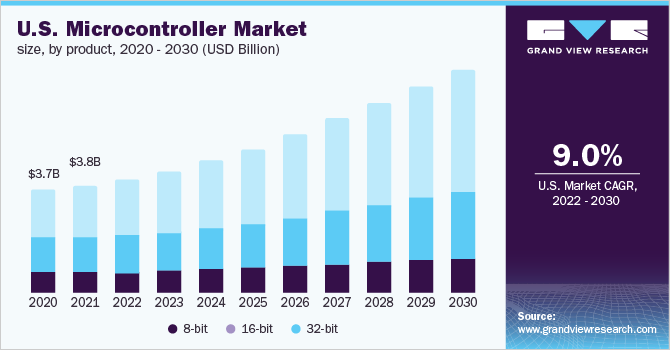 U.S. Microcontroller Market
size, by product, 2020 - 2030 (USD Billion)
$3.7B
$3.8B
2020 2021 2022 2023 2024 2025 2026 2027 2028 2029 2030
8-bit 16-bit 32-bit
GRAND VIEW RESEARCH
9.0%
U.S. Market CAGR,
2022 - 2030
Source:
www.grandviewresearch.com